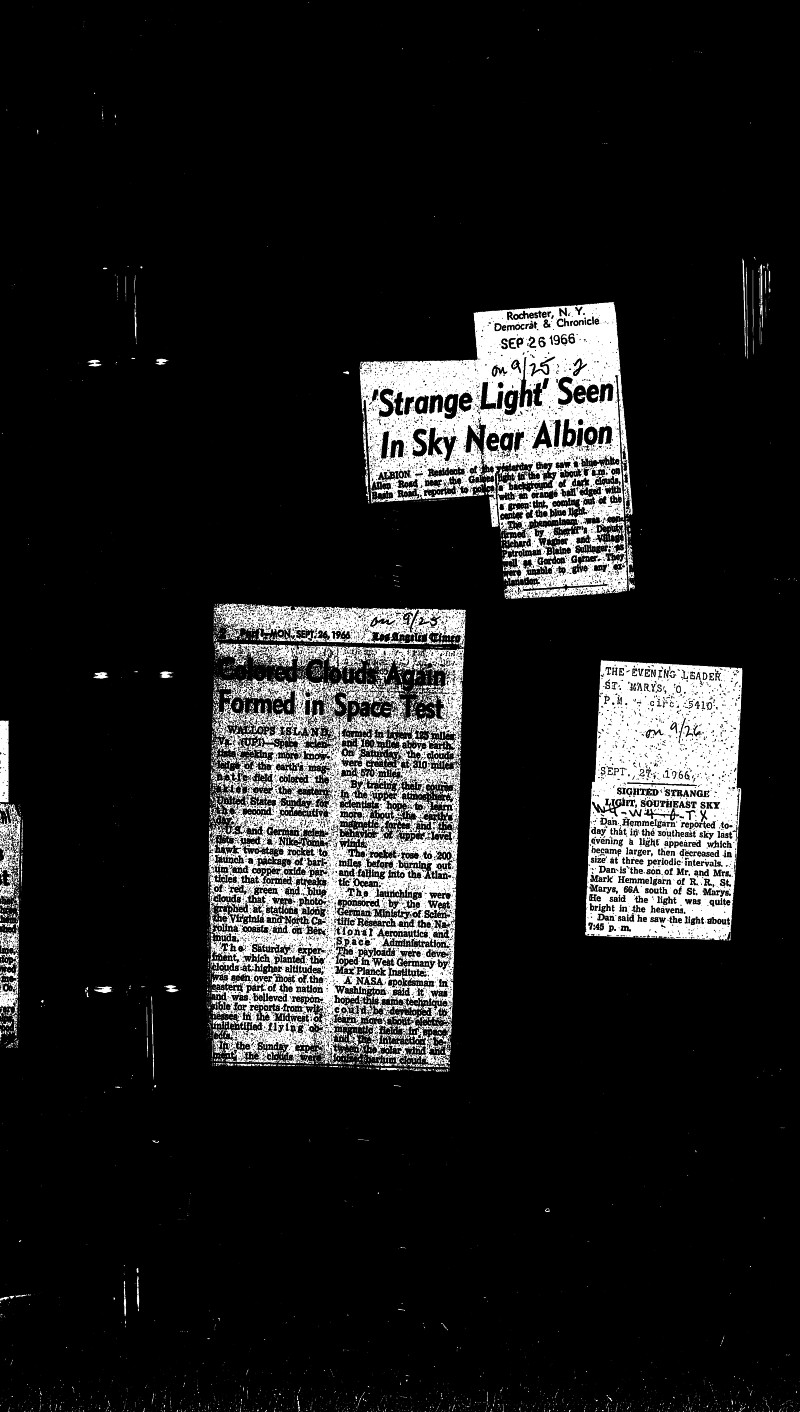 Rochester, N. Y.
Democrat & Chronicle
SEP 26 1966
on 9/25 2
'Strange Light' Seen
In Sky Near Albion
ALBION — Residents of the
Allen Road near the Gaines
Basin Road, reported to police
yesterday they saw a blue-white
light in the sky about 6 a.m. on
a background of dark clouds,
with an orange ball edged with
a green tint, coming out of the
center of the blue light.
The phenomenon was con-
firmed by Sheriff's Deputy
Richard Wagner and Village
Patrolman Blaine Sullinger, as
well as Gordon Garner. They
were unable to give any ex-
planation.
on 9/25
Part I—MON., SEPT. 26, 1966 Los Angeles Times
Colored Clouds Again
Formed in Space Test
WALLOPS ISLAND,
Va. (UPI)—Space scien-
tists seeking more know-
ledge of the earth's mag-
netic field colored the
skies over the eastern
United States Sunday for
the second consecutive
day.
U.S. and German scien-
tists used a Nike-Toma-
hawk two-stage rocket to
launch a package of bari-
um and copper oxide par-
ticles that formed streaks
of red, green and blue
clouds that were photo-
graphed at stations along
the Virginia and North Ca-
rolina coasts and on Ber-
muda.
The Saturday exper-
iment, which planted the
clouds at higher altitudes,
was seen over most of the
eastern part of the nation
and was believed respon-
sible for reports from wit-
nesses in the Midwest of
unidentified flying ob-
jects.
In the Sunday exper-
iment, the clouds were
formed in layers 125 miles
and 160 miles above earth.
On Saturday, the clouds
were created at 310 miles
and 570 miles.
By tracing their course
in the upper atmosphere,
scientists hope to learn
more about the earth's
magnetic forces and the
behavior of upper level
winds.
The rocket rose to 200
miles before burning out
and falling into the Atlan-
tic Ocean.
The launchings were
sponsored by the West
German Ministry of Scien-
tific Research and the Na-
tional Aeronautics and
Space Administration.
The payloads were deve-
loped in West Germany by
Max Planck Institute.
A NASA spokesman in
Washington said it was
hoped this same technique
could be developed to
learn more about electro-
magnetic fields in space
and the interaction be-
tween the solar wind and
ionized barium clouds.
THE EVENING LEADER
ST. MARYS, O.
P.M. - circ. 5410
on 9/26
SEPT. 27, 1966
SIGHTED STRANGE
LIGHT, SOUTHEAST SKY
Dan Hemmelgarn reported to-
day that in the southeast sky last
evening a light appeared which
became larger, then decreased in
size at three periodic intervals.
Dan is the son of Mr. and Mrs.
Mark Hemmelgarn of R. R., St.
Marys, 66A south of St. Marys.
He said the light was quite
bright in the heavens.
Dan said he saw the light about
7:45 p. m.